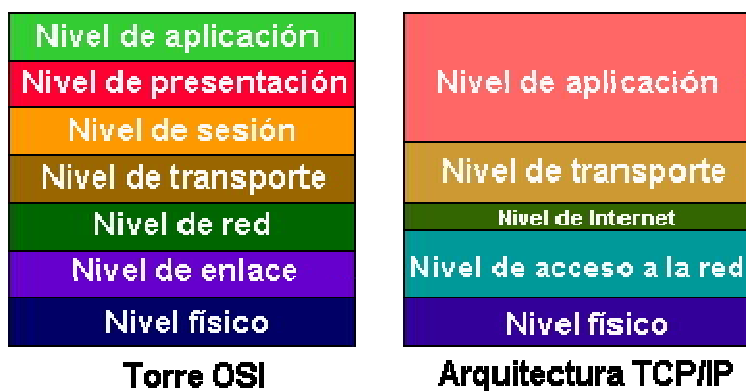 Nivel de aplicación
Nivel de presentación
Nivel de sesión
Nivel de transporte
Nivel de red
Nivel de enlace
Nivel físico
Torre OSI
Nivel de aplicación
Nivel de transporte
Nivel de Internet
Nivel de acceso a la red
Nivel físico
Arquitectura TCP/IP